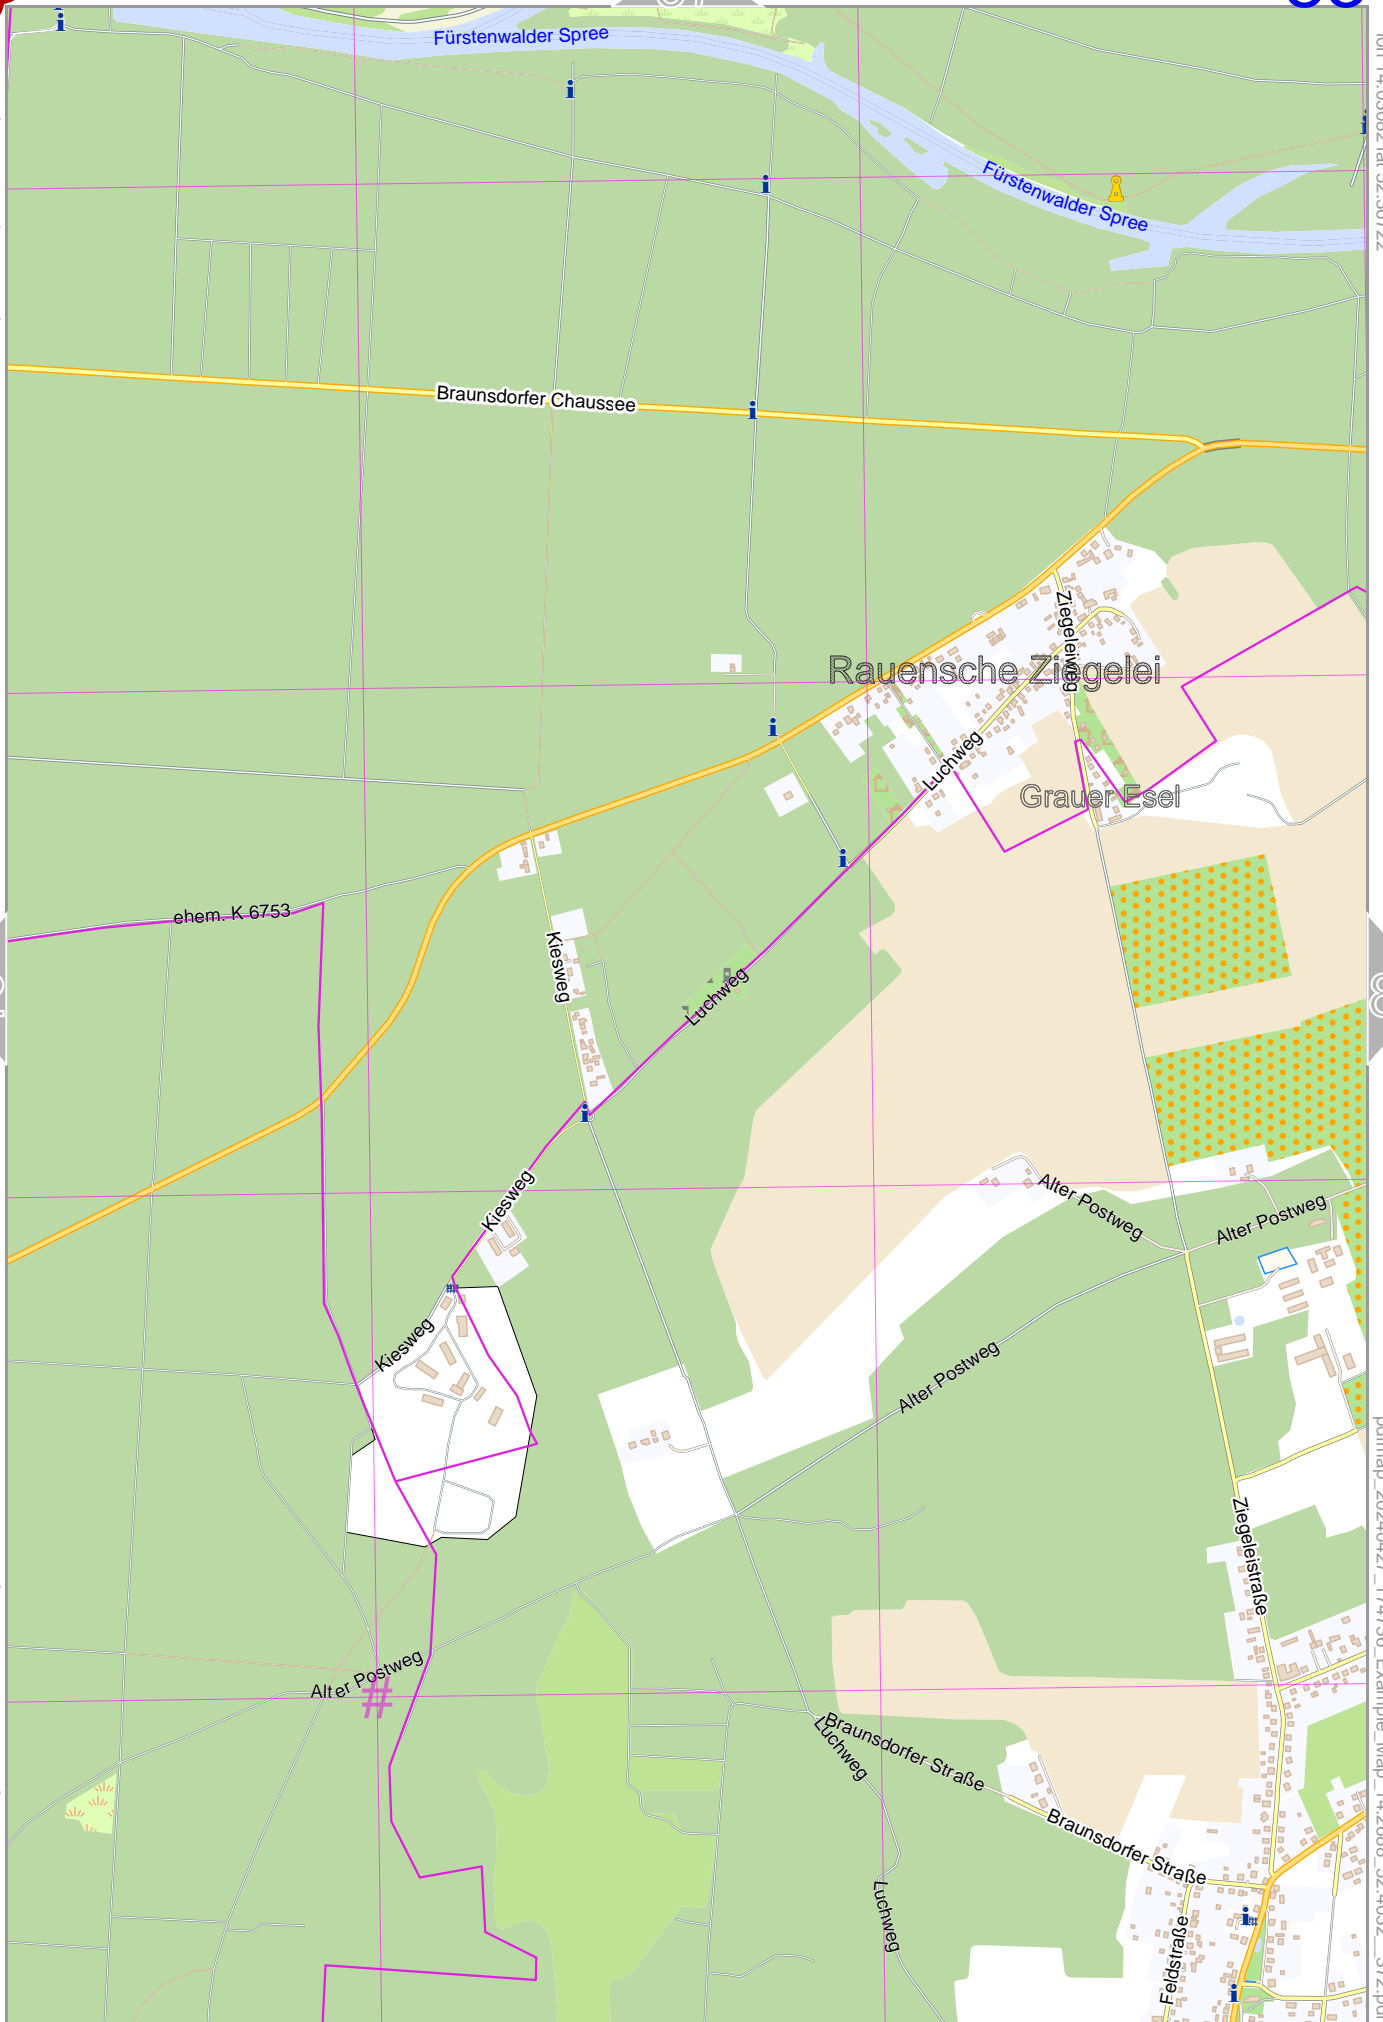 Fürstenwalder Spree
Fürstenwalder Spree
Braunsdorfer Chaussee
Ziegeleiweg
Rauensche Ziegelei
Luchweg
Grauer Esel
ehem. K 6753
Kiesweg
Luchweg
Kiesweg
Alter Postweg
Alter Postweg
Kiesweg
Alter Postweg
Ziegeleistraße
Alter Postweg
#
Braunsdorfer Straße
Luchweg
Braunsdorfer Straße
Luchweg
Feldstraße